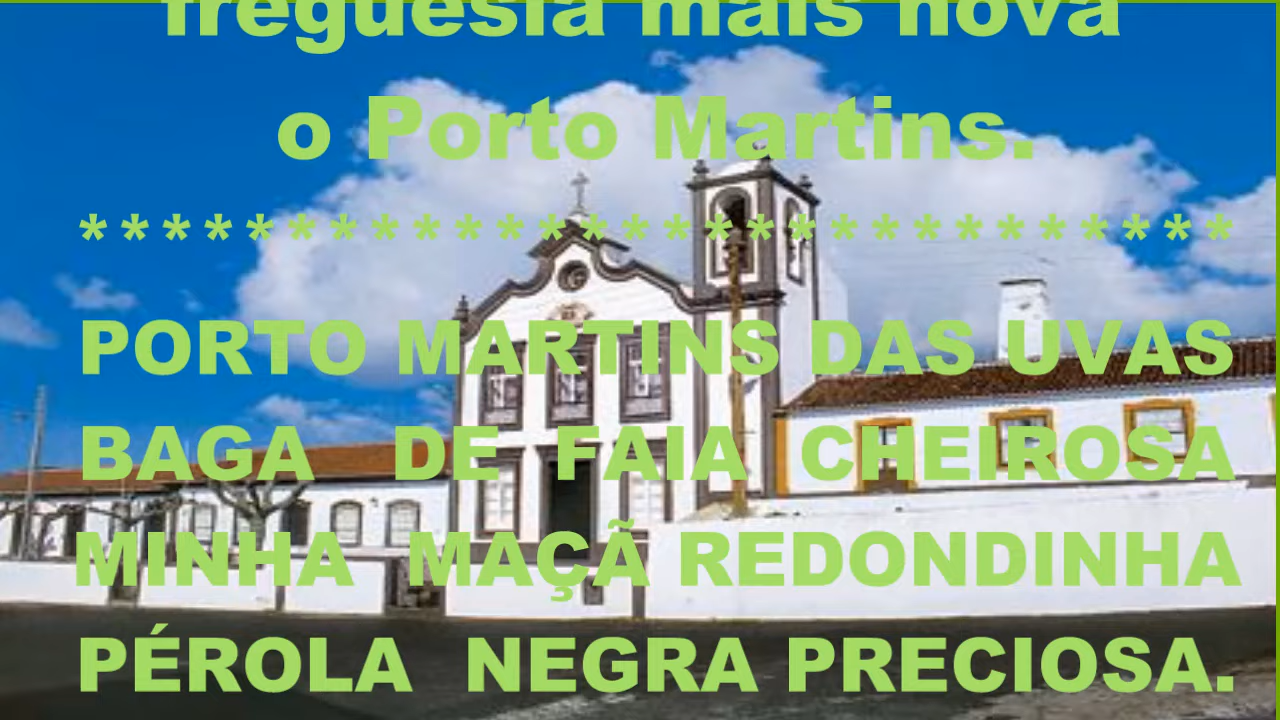 freguesia mais nova
o Porto Martins.
****************************
PORTO MARTINS DAS UVAS
BAGA DE FAIA CHEIROSA
MINHA MAÇÃ REDONDINHA
PÉROLA NEGRA PRECIOSA.